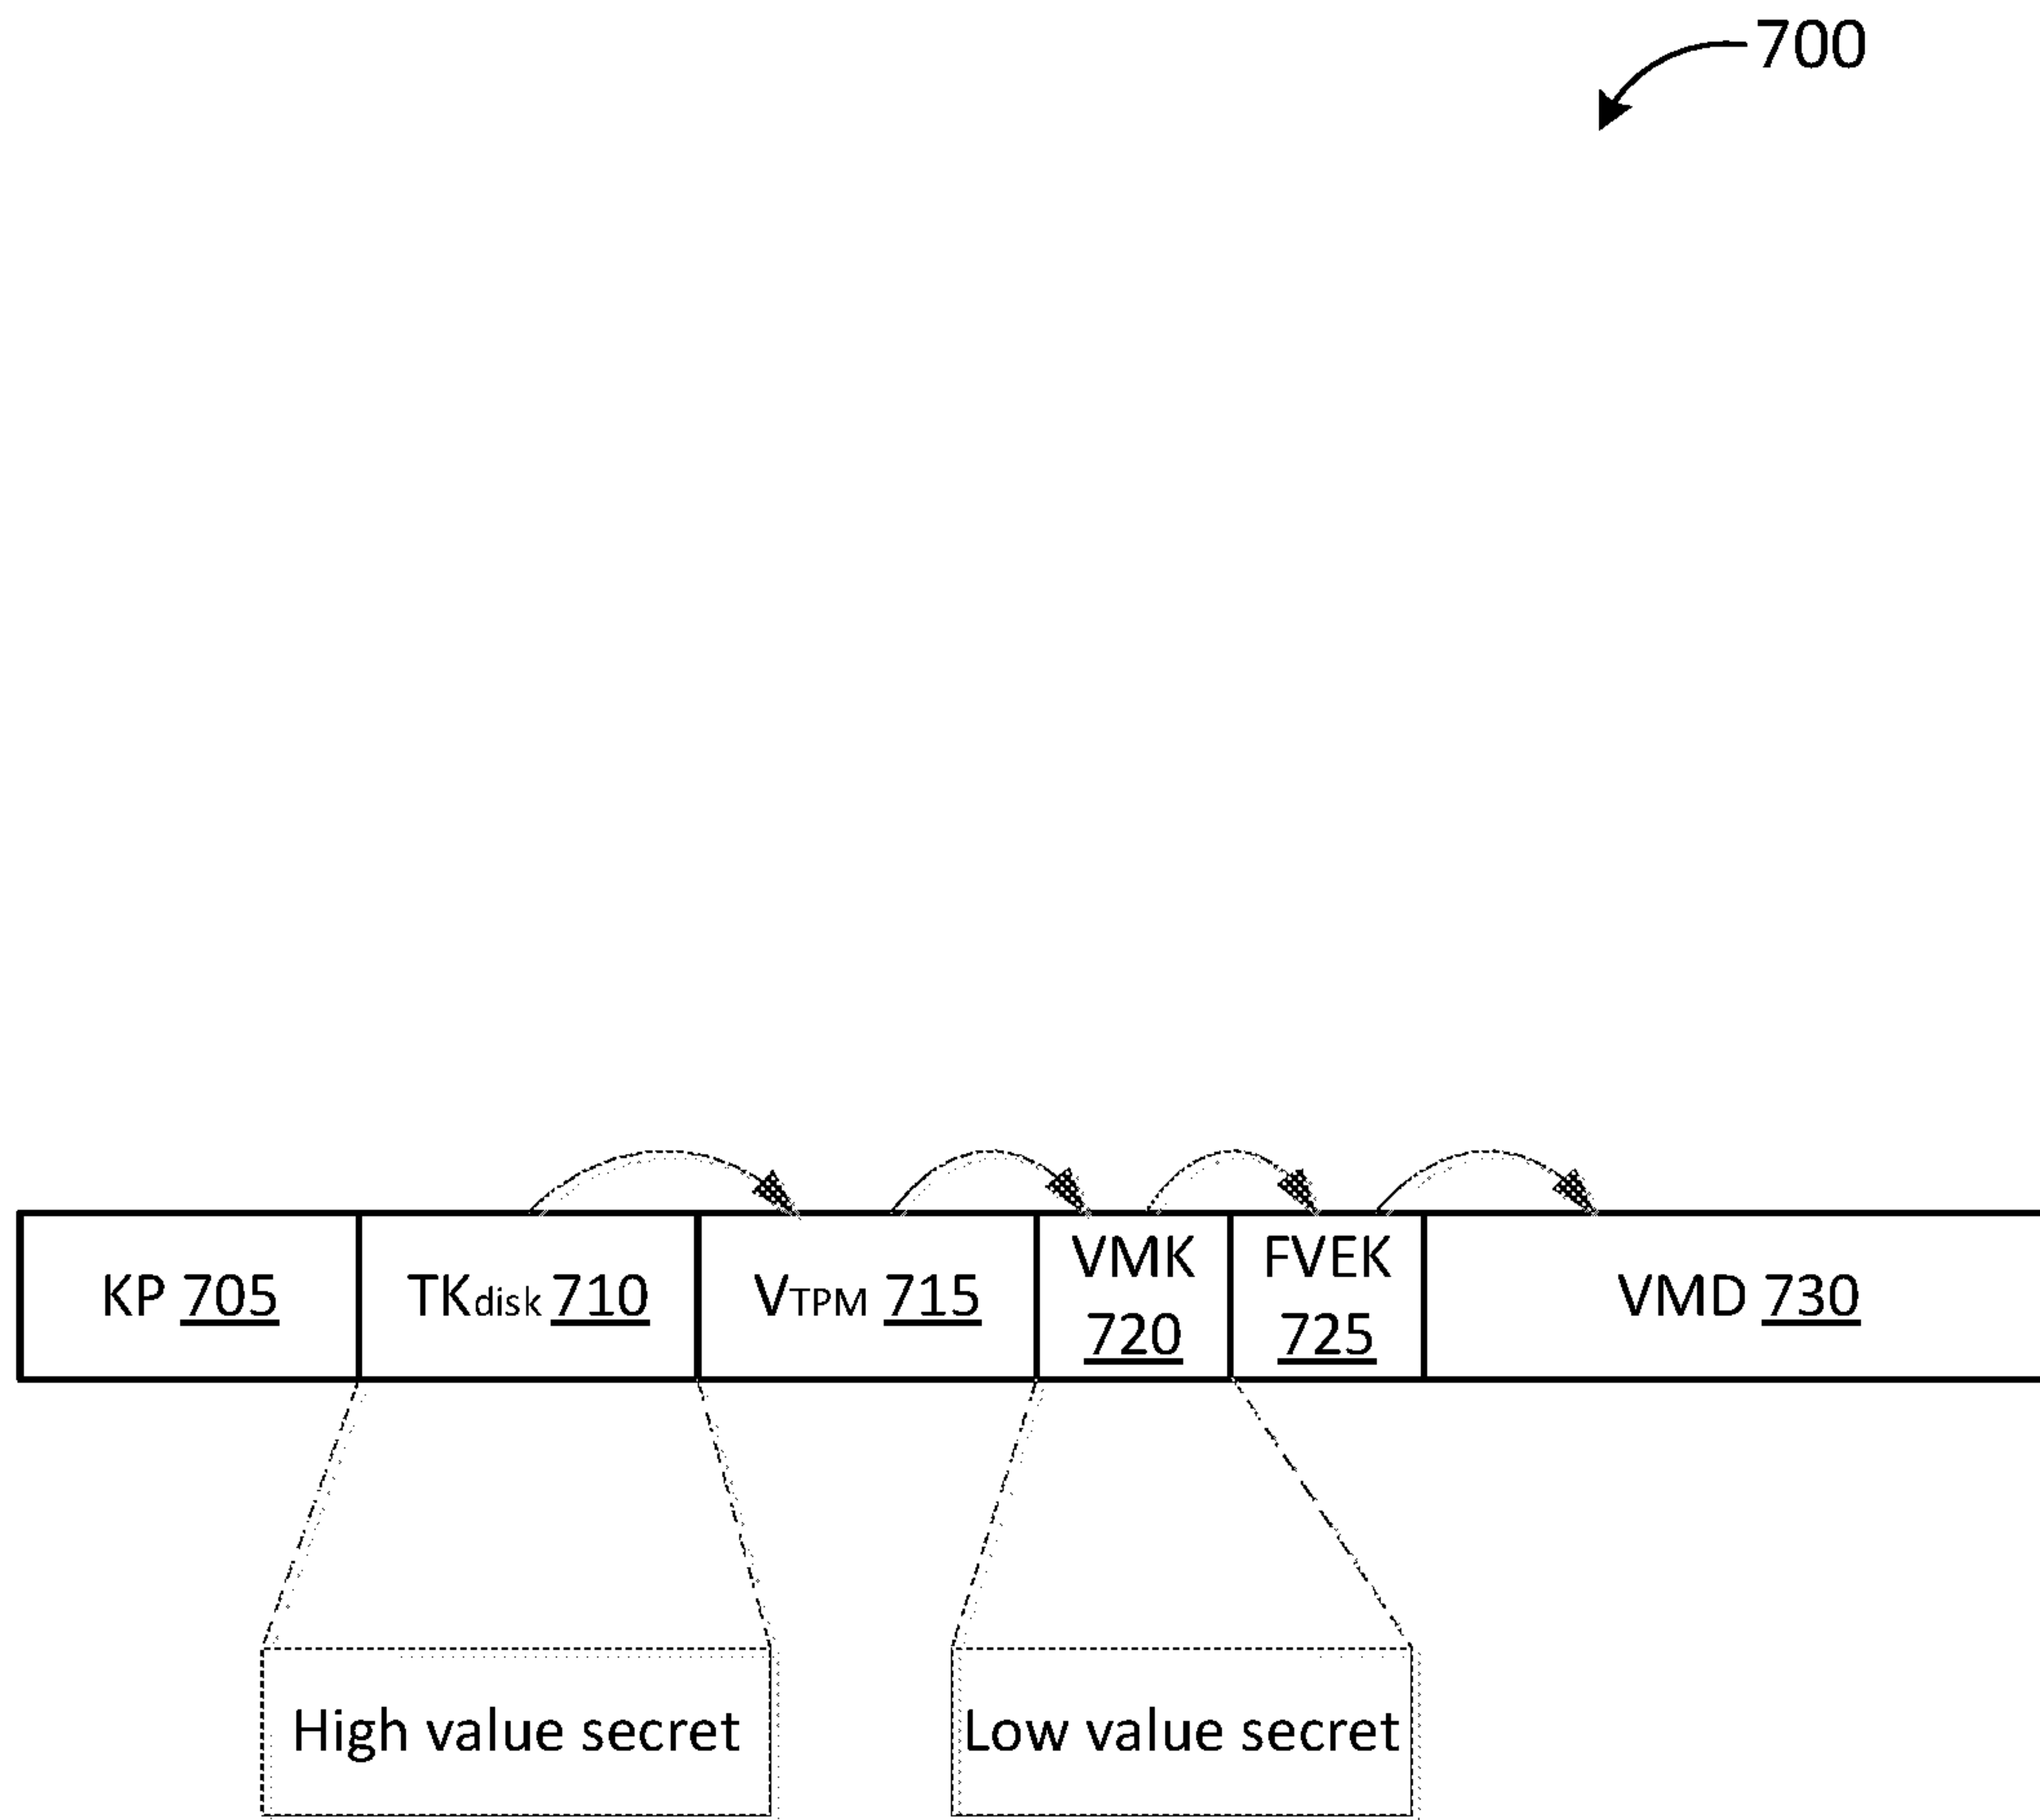 700
KP 705
TKdisk 710
VTPM 715
VMK
720
FVEK
725
VMD 730
High value secret
Low value secret